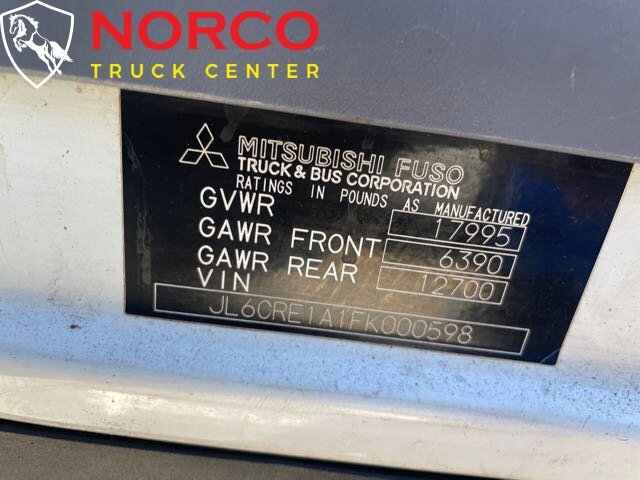 NORCO
TRUCK CENTER
MITSUBISHI FUSO
TRUCK & BUS CORPORATION
RATINGS IN POUNDS AS MANUFACTURED
GVWR 17995
GAWR FRONT 6390
GAWR REAR 12700
VIN
JL6CRE1A1FK000598